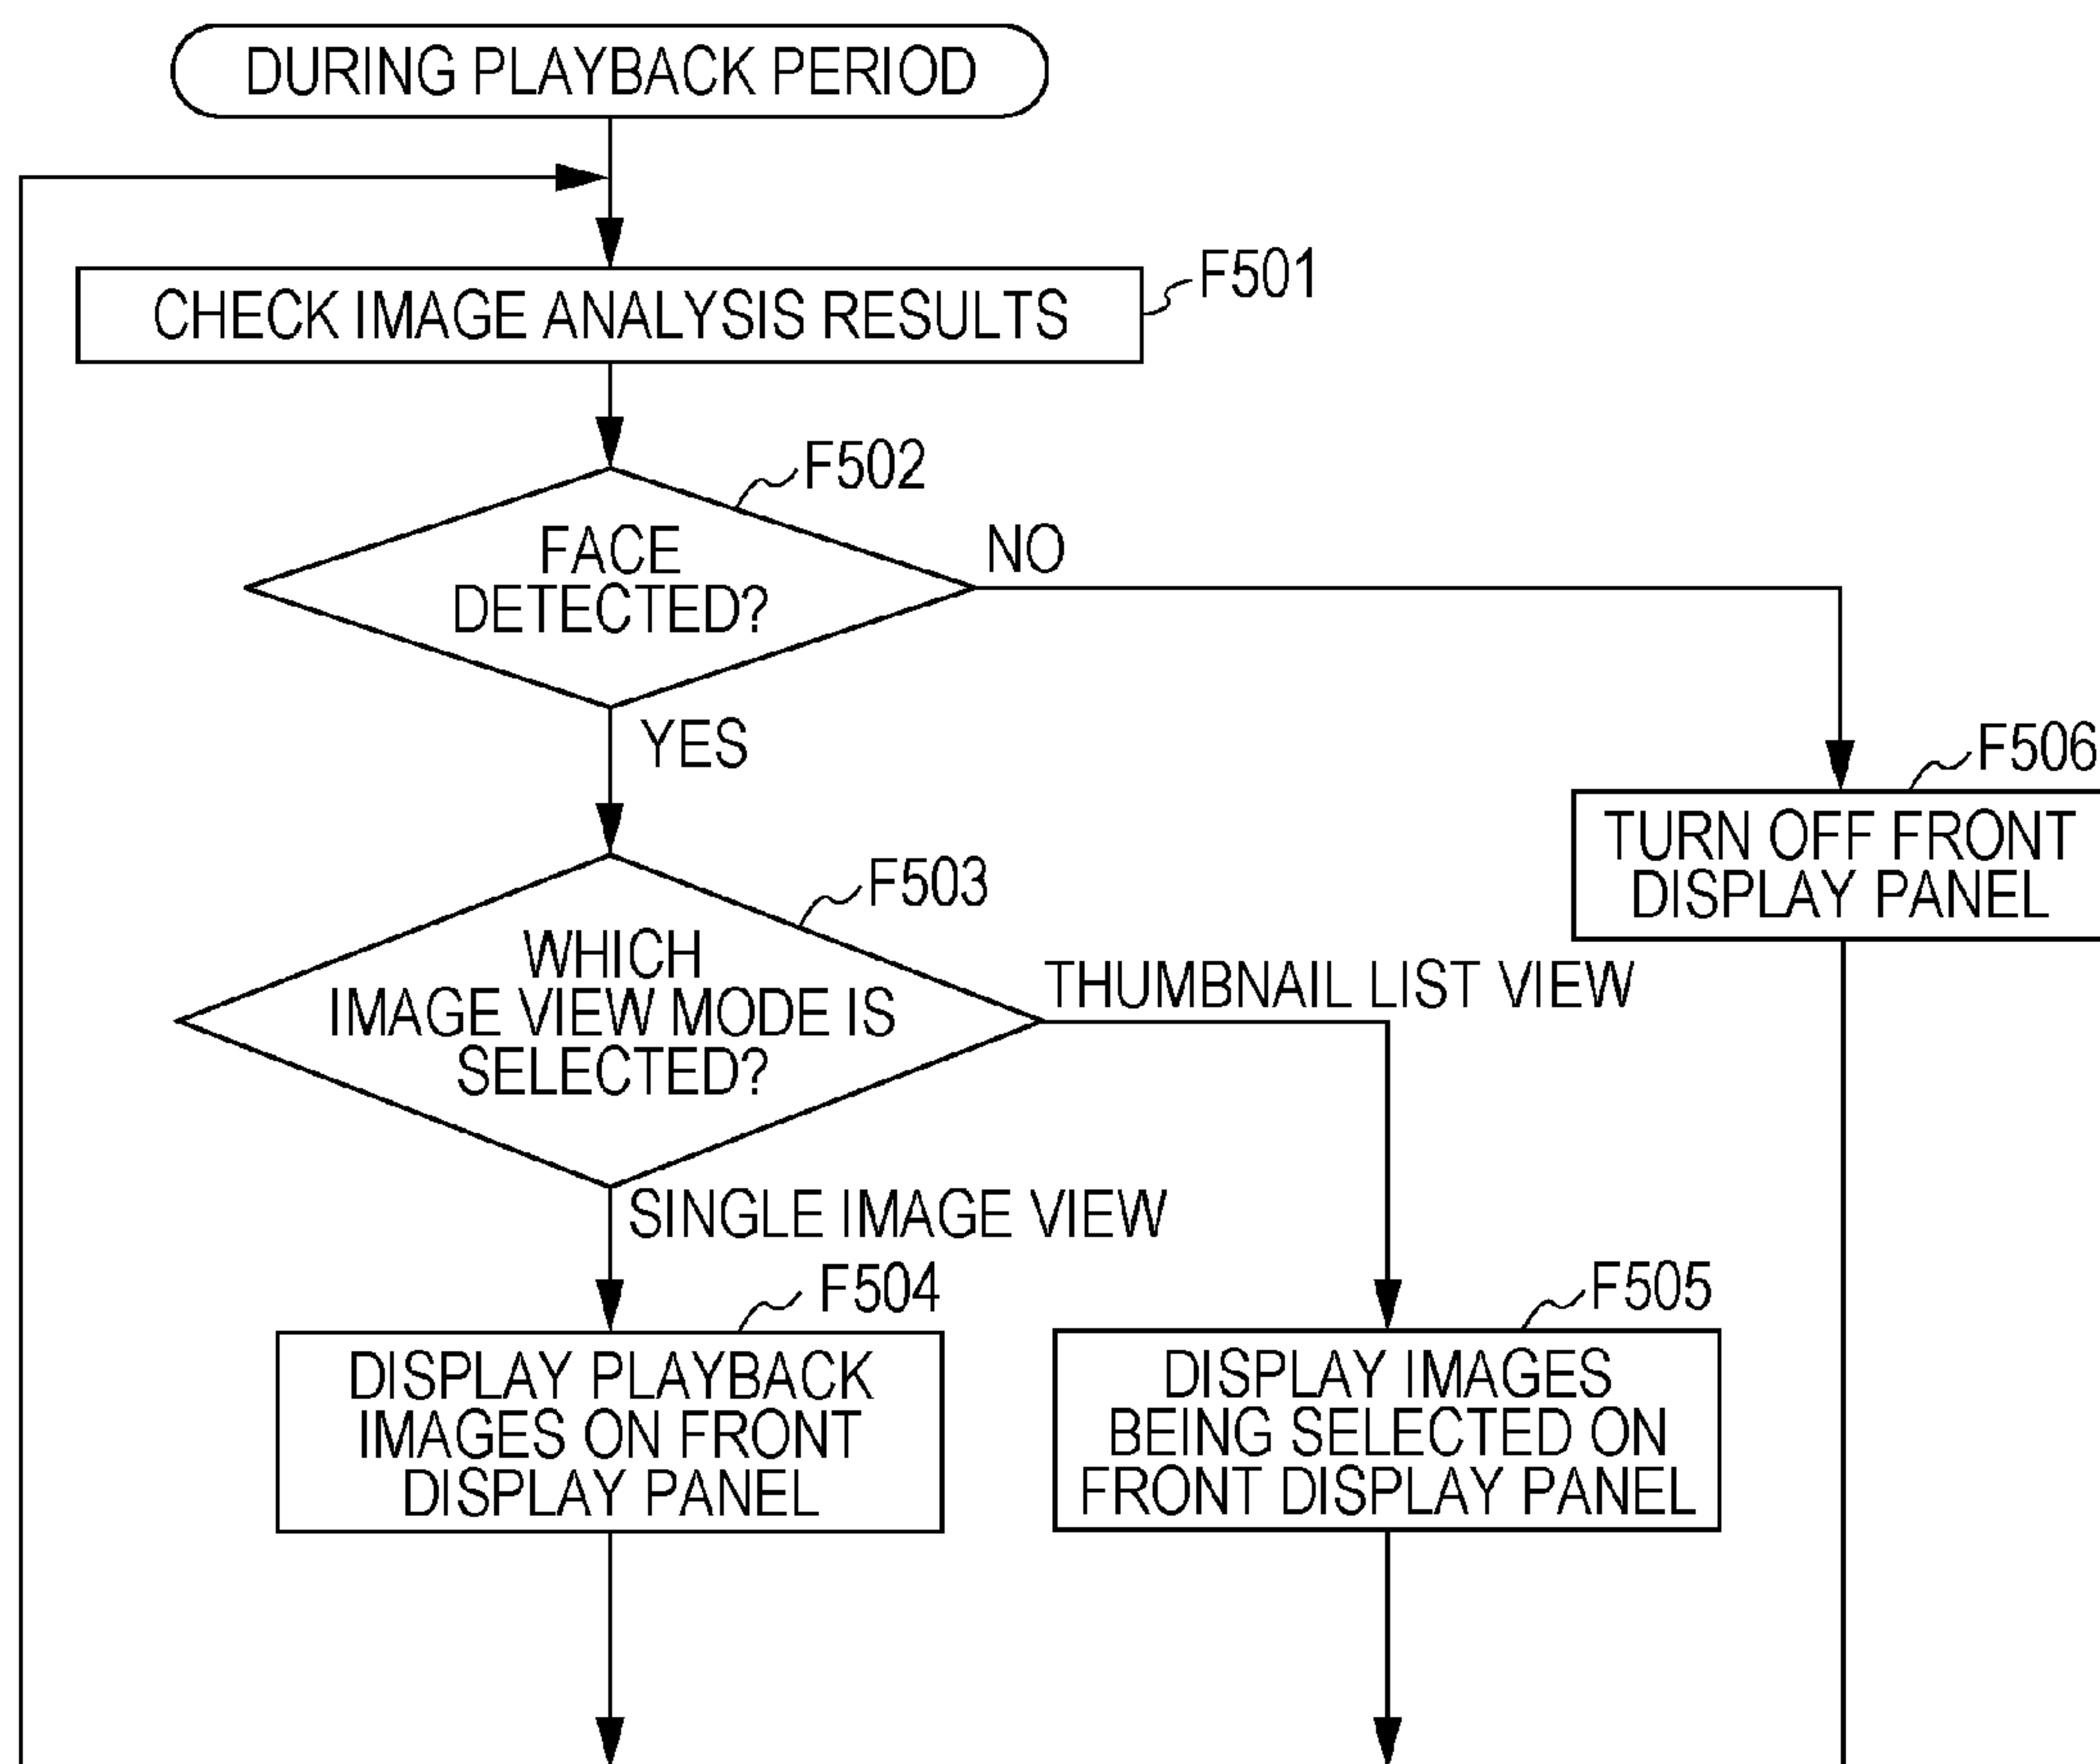 DURING PLAYBACK PERIOD
F501
CHECK IMAGE ANALYSIS RESULTS
F502
FACE
DETECTED?
NO
YES
F506
TURN OFF FRONT
DISPLAY PANEL
F503
WHICH
IMAGE VIEW MODE IS
SELECTED?
THUMBNAIL LIST VIEW
SINGLE IMAGE VIEW
F504
DISPLAY PLAYBACK
IMAGES ON FRONT
DISPLAY PANEL
F505
DISPLAY IMAGES
BEING SELECTED ON
FRONT DISPLAY PANEL